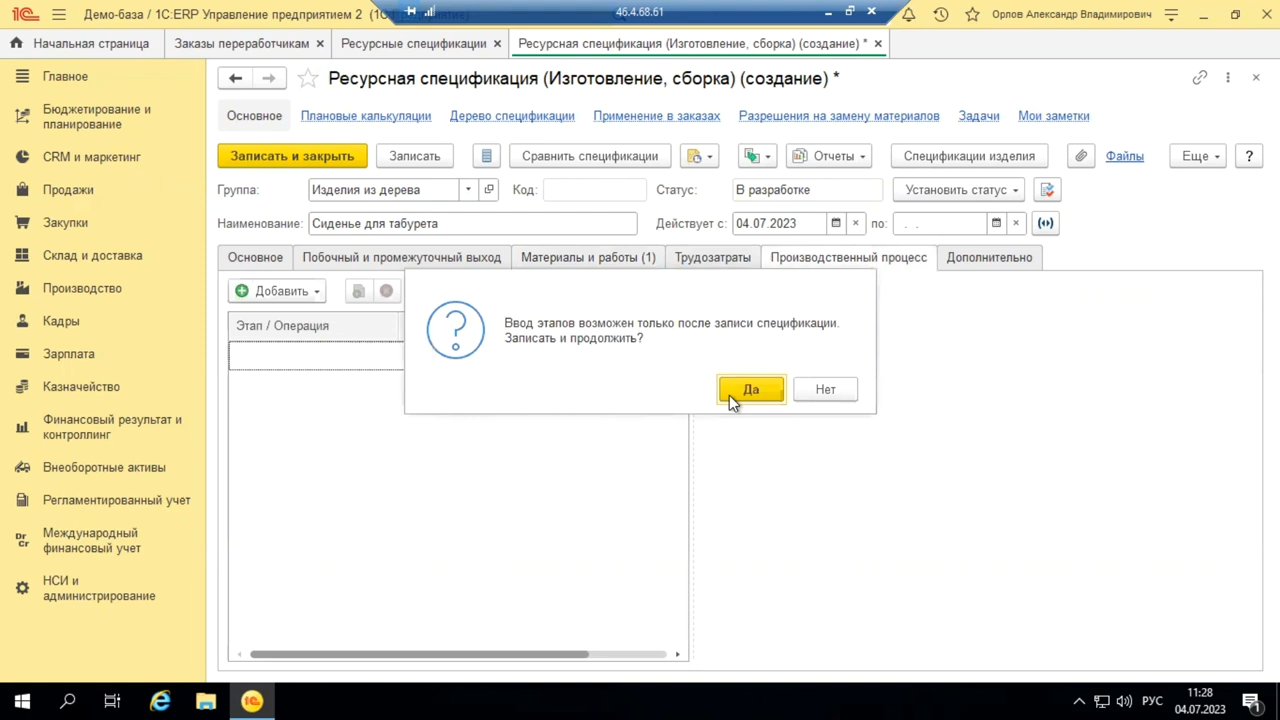 Демо-база / 1С:ERP Управление предприятием 2 (1С
46.4.68.61
Орлов Александр Владимирович
Начальная страница
Заказы переработчикам ×
Ресурсные спецификации ×
Ресурсная спецификация (Изготовление, сборка) (создание) * ×
Главное
Бюджетирование и
планирование
CRM и маркетинг
Продажи
Закупки
Склад и доставка
Производство
Кадры
Зарплата
Казначейство
Финансовый результат и
контроллинг
Внеоборотные активы
Регламентированный учет
Международный
финансовый учет
НСИ и
администрирование
Ресурсная спецификация (Изготовление, сборка) (создание) *
Основное Плановые калькуляции Дерево спецификации Применение в заказах Разрешения на замену материалов Задачи Мои заметки
Записать и закрыть Записать Сравнить спецификации Отчеты Спецификации изделия Файлы Еще ?
Группа: Изделия из дерева Код: Статус: В разработке Установить статус
Наименование: Сиденье для табурета Действует с: 04.07.2023 по: . .
Основное Побочный и промежуточный выход Материалы и работы (1) Трудозатраты Производственный процесс Дополнительно
Добавить
Этап / Операция
Ввод этапов возможен только после записи спецификации.
Записать и продолжить?
Да Нет
РУС
11:28
04.07.2023
1